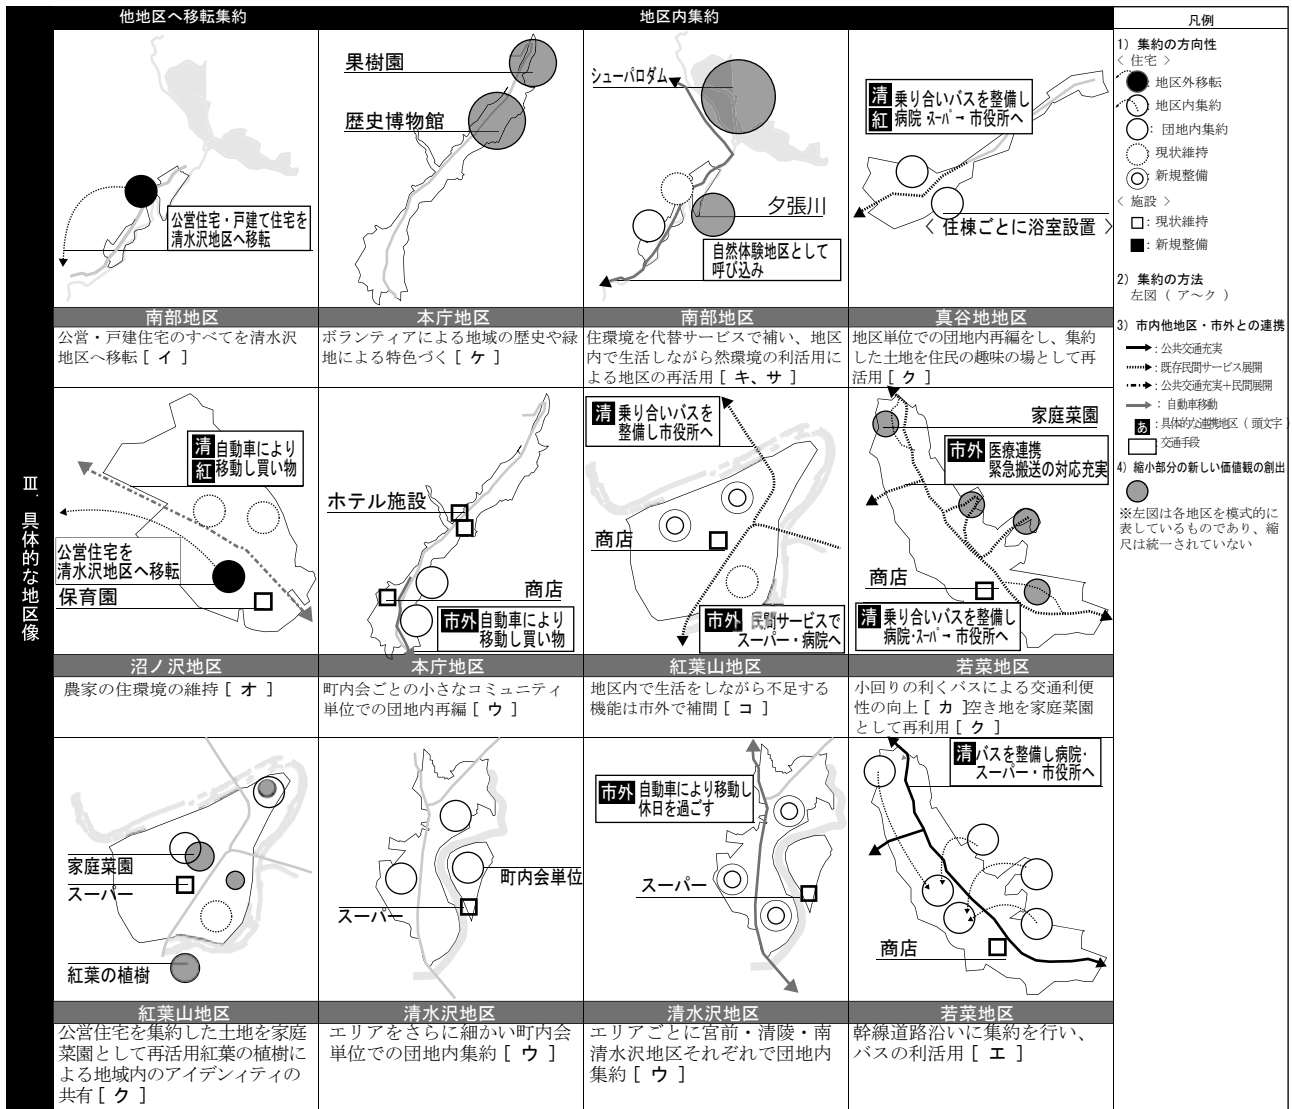 他地区へ移転集約
地区内集約
Ⅲ. 具体的な地区像
公営住宅・戸建て住宅を
清水沢地区へ移転
南部地区
公営・戸建住宅のすべてを清水沢
地区へ移転［ イ ］
果樹園
歴史博物館
本庁地区
ボランティアによる地域の歴史や緑
地による特色づく［ ケ ］
シューパロダム
夕張川
自然体験地区として
呼び込み
南部地区
住環境を代替サービスで補い、地区
内で生活しながら然環境の利活用に
よる地区の再活用［ キ、サ ］
清 紅 乗り合いバスを整備し
病院・スーパー・市役所へ
〈 住棟ごとに浴室設置 〉
真谷地地区
地区単位での団地内再編をし、集約
した土地を住民の趣味の場として再
活用［ ク ］
清 紅 自動車により
移動し買い物
公営住宅を
清水沢地区へ移転
保育園
沼ノ沢地区
農家の住環境の維持［ オ ］
ホテル施設
商店
市外 自動車により
移動し買い物
本庁地区
町内会ごとの小さなコミュニティ
単位での団地内再編［ ウ ］
清 乗り合いバスを
整備し市役所へ
商店
市外 民間サービスで
スーパー・病院へ
紅葉山地区
地区内で生活をしながら不足する
機能は市外で補間［ コ ］
家庭菜園
市外 医療連携
緊急搬送の対応充実
商店
清 乗り合いバスを整備し
病院・スーパー・市役所へ
若菜地区
小回りの利くバスによる交通利便
性の向上［ カ ］空き地を家庭菜園
として再利用［ ク ］
家庭菜園
スーパー
紅葉の植樹
紅葉山地区
公営住宅を集約した土地を家庭
菜園として再活用紅葉の植樹に
よる地域内のアイデンィティの
共有［ ク ］
町内会単位
スーパー
清水沢地区
エリアをさらに細かい町内会
単位での団地内集約［ ウ ］
市外 自動車により移動し
休日を過ごす
スーパー
清水沢地区
エリアごとに宮前・清陵・南
清水沢地区それぞれで団地内
集約［ ウ ］
清 バスを整備し病院・
スーパー・市役所へ
商店
若菜地区
幹線道路沿いに集約を行い、
バスの利活用［ エ ］
凡例
1）集約の方向性
〈 住宅 〉
地区外移転
地区内集約
：団地内集約
：現状維持
：新規整備
〈 施設 〉
：現状維持
：新規整備
2）集約の方法
左図（ ア～ク ）
3）市内他地区・市外との連携
：公共交通充実
：既存民間サービス展開
：公共交通充実＋民間展開
： 自動車移動
あ ：具体的な連携地区（ 頭文字 ）
：交通手段
4）縮小部分の新しい価値観の創出
※左図は各地区を模式的に
表しているものであり、縮
尺は統一されていない